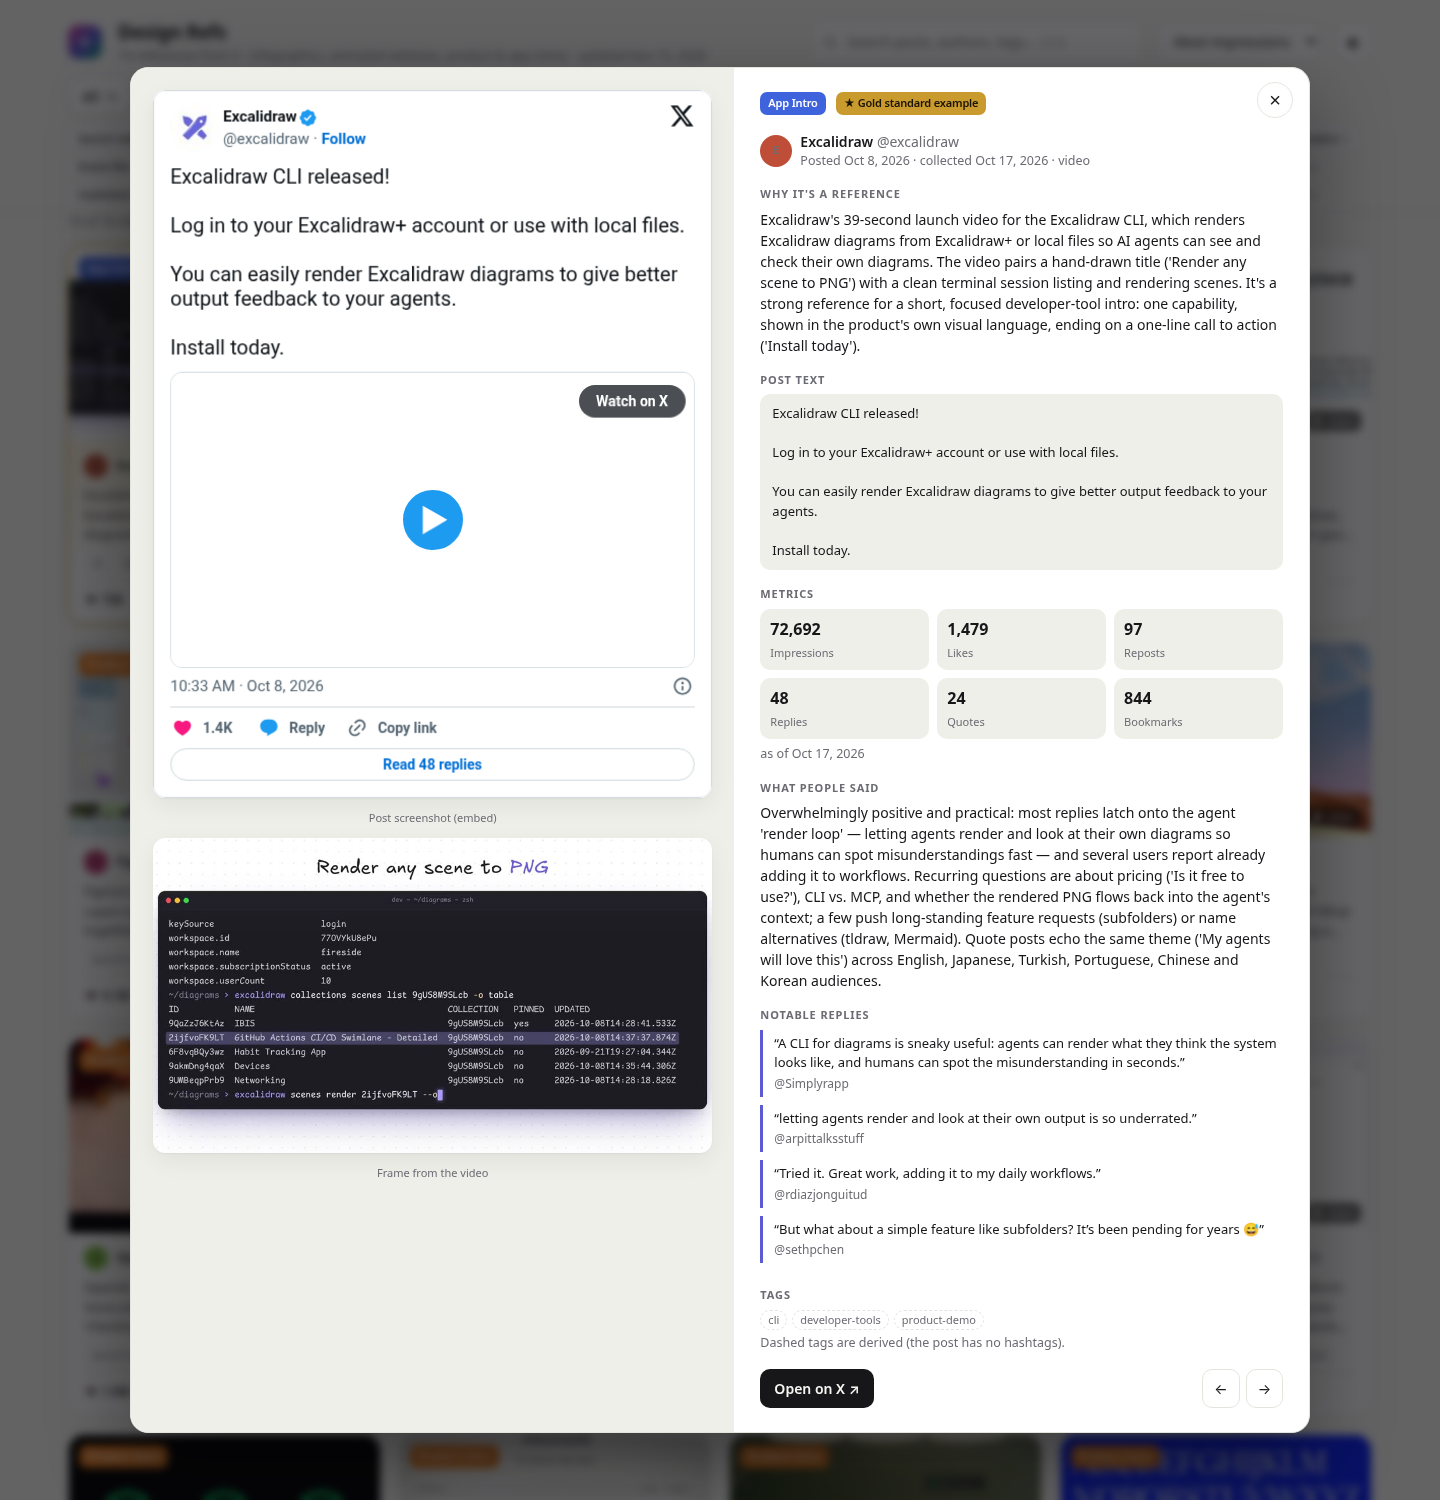 Design Refs
Excalidraw
@excalidraw · Follow
Excalidraw CLI released!
Log in to your Excalidraw+ account or use with local files.
You can easily render Excalidraw diagrams to give better
output feedback to your agents.
Install today.
Watch on X
10:33 AM · Oct 8, 2026
1.4K Reply Copy link
Read 48 replies
Post screenshot (embed)
Render any scene to PNG
dev — ~/diagrams — zsh
keySource login
workspace.id 770VYkU8ePu
workspace.name fireside
workspace.subscriptionStatus active
workspace.userCount 10
~/diagrams › excalidraw collections scenes list 9gUS8M9SLcb -o table
ID NAME COLLECTION PINNED UPDATED
9QaZzJ6KtAz IBIS 9gUS8M9SLcb yes 2026-10-08T14:28:41.533Z
2ijfvoFK9LT GitHub Actions CI/CD Swimlane - Detailed 9gUS8M9SLcb no 2026-10-08T14:37:37.874Z
6F8vqBQy3wz Habit Tracking App 9gUS8M9SLcb no 2026-09-21T19:27:04.344Z
9akmDng4qaX Devices 9gUS8M9SLcb no 2026-10-08T14:35:44.306Z
9UMBeqpPrb9 Networking 9gUS8M9SLcb no 2026-10-08T14:28:18.826Z
~/diagrams › excalidraw scenes render 2ijfvoFK9LT --o
Frame from the video
App Intro
★ Gold standard example
✕
Excalidraw @excalidraw
Posted Oct 8, 2026 · collected Oct 17, 2026 · video
WHY IT'S A REFERENCE
Excalidraw's 39-second launch video for the Excalidraw CLI, which renders
Excalidraw diagrams from Excalidraw+ or local files so AI agents can see and
check their own diagrams. The video pairs a hand-drawn title ('Render any
scene to PNG') with a clean terminal session listing and rendering scenes. It's a
strong reference for a short, focused developer-tool intro: one capability,
shown in the product's own visual language, ending on a one-line call to action
('Install today').
POST TEXT
Excalidraw CLI released!
Log in to your Excalidraw+ account or use with local files.
You can easily render Excalidraw diagrams to give better output feedback to your
agents.
Install today.
METRICS
72,692
Impressions
1,479
Likes
97
Reposts
48
Replies
24
Quotes
844
Bookmarks
as of Oct 17, 2026
WHAT PEOPLE SAID
Overwhelmingly positive and practical: most replies latch onto the agent
'render loop' — letting agents render and look at their own diagrams so
humans can spot misunderstandings fast — and several users report already
adding it to workflows. Recurring questions are about pricing ('Is it free to
use?'), CLI vs. MCP, and whether the rendered PNG flows back into the agent's
context; a few push long-standing feature requests (subfolders) or name
alternatives (tldraw, Mermaid). Quote posts echo the same theme ('My agents
will love this') across English, Japanese, Turkish, Portuguese, Chinese and
Korean audiences.
NOTABLE REPLIES
“A CLI for diagrams is sneaky useful: agents can render what they think the system
looks like, and humans can spot the misunderstanding in seconds.”
@Simplyrapp
“letting agents render and look at their own output is so underrated.”
@arpittalksstuff
“Tried it. Great work, adding it to my daily workflows.”
@rdiazjonguitud
“But what about a simple feature like subfolders? It’s been pending for years 😅”
@sethpchen
TAGS
cli developer-tools product-demo
Dashed tags are derived (the post has no hashtags).
Open on X ↗
← →